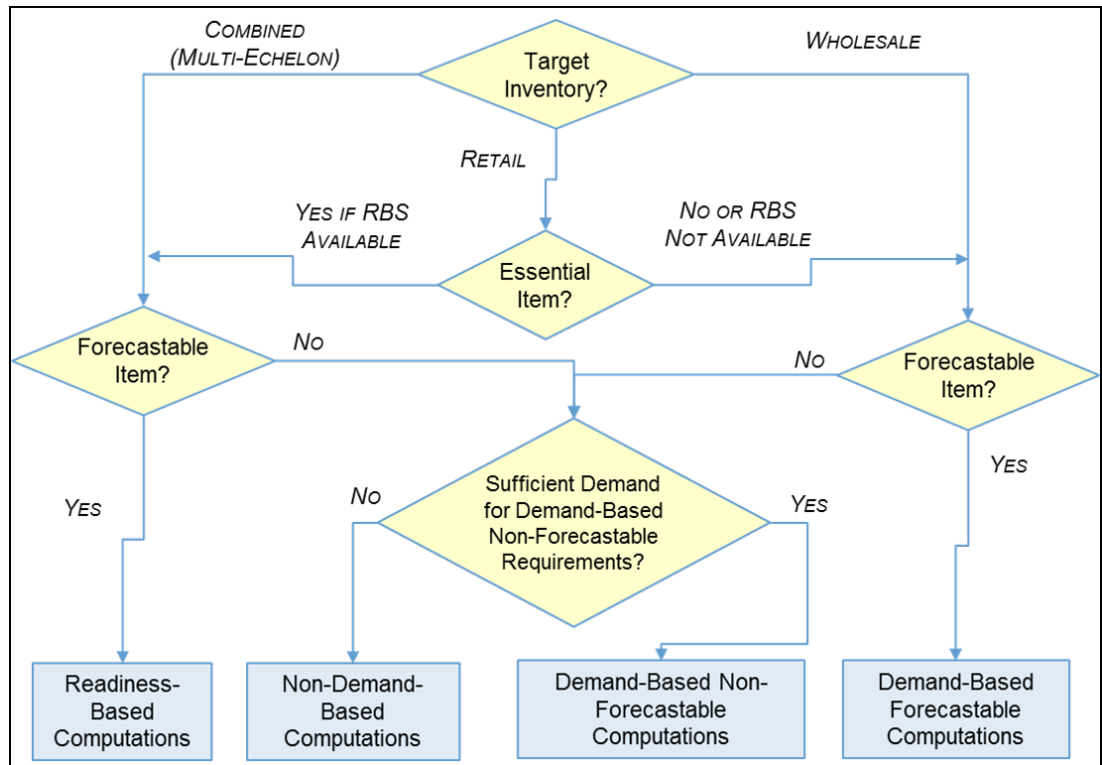 COMBINED
(MULTI-ECHELON)
WHOLESALE
Target
Inventory?
RETAIL
YES IF RBS
AVAILABLE
NO OR RBS
NOT AVAILABLE
Essential
Item?
Forecastable
Item?
NO
NO
Forecastable
Item?
YES
NO
Sufficient Demand
for Demand-Based
Non-Forecastable
Requirements?
YES
YES
Readiness-
Based
Computations
Non-Demand-
Based
Computations
Demand-Based Non-
Forecastable
Computations
Demand-Based
Forecastable
Computations